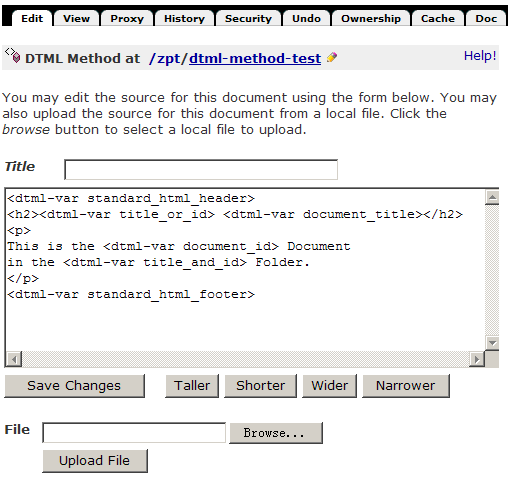 Edit View Proxy History Security Undo Ownership Cache Doc
DTML Method at /zpt/dtml-method-test Help!
You may edit the source for this document using the form below. You may
also upload the source for this document from a local file. Click the
browse button to select a local file to upload.
Title
<dtml-var standard_html_header>
<h2><dtml-var title_or_id> <dtml-var document_title></h2>
<p>
This is the <dtml-var document_id> Document
in the <dtml-var title_and_id> Folder.
</p>
<dtml-var standard_html_footer>
Save Changes Taller Shorter Wider Narrower
File Browse...
Upload File